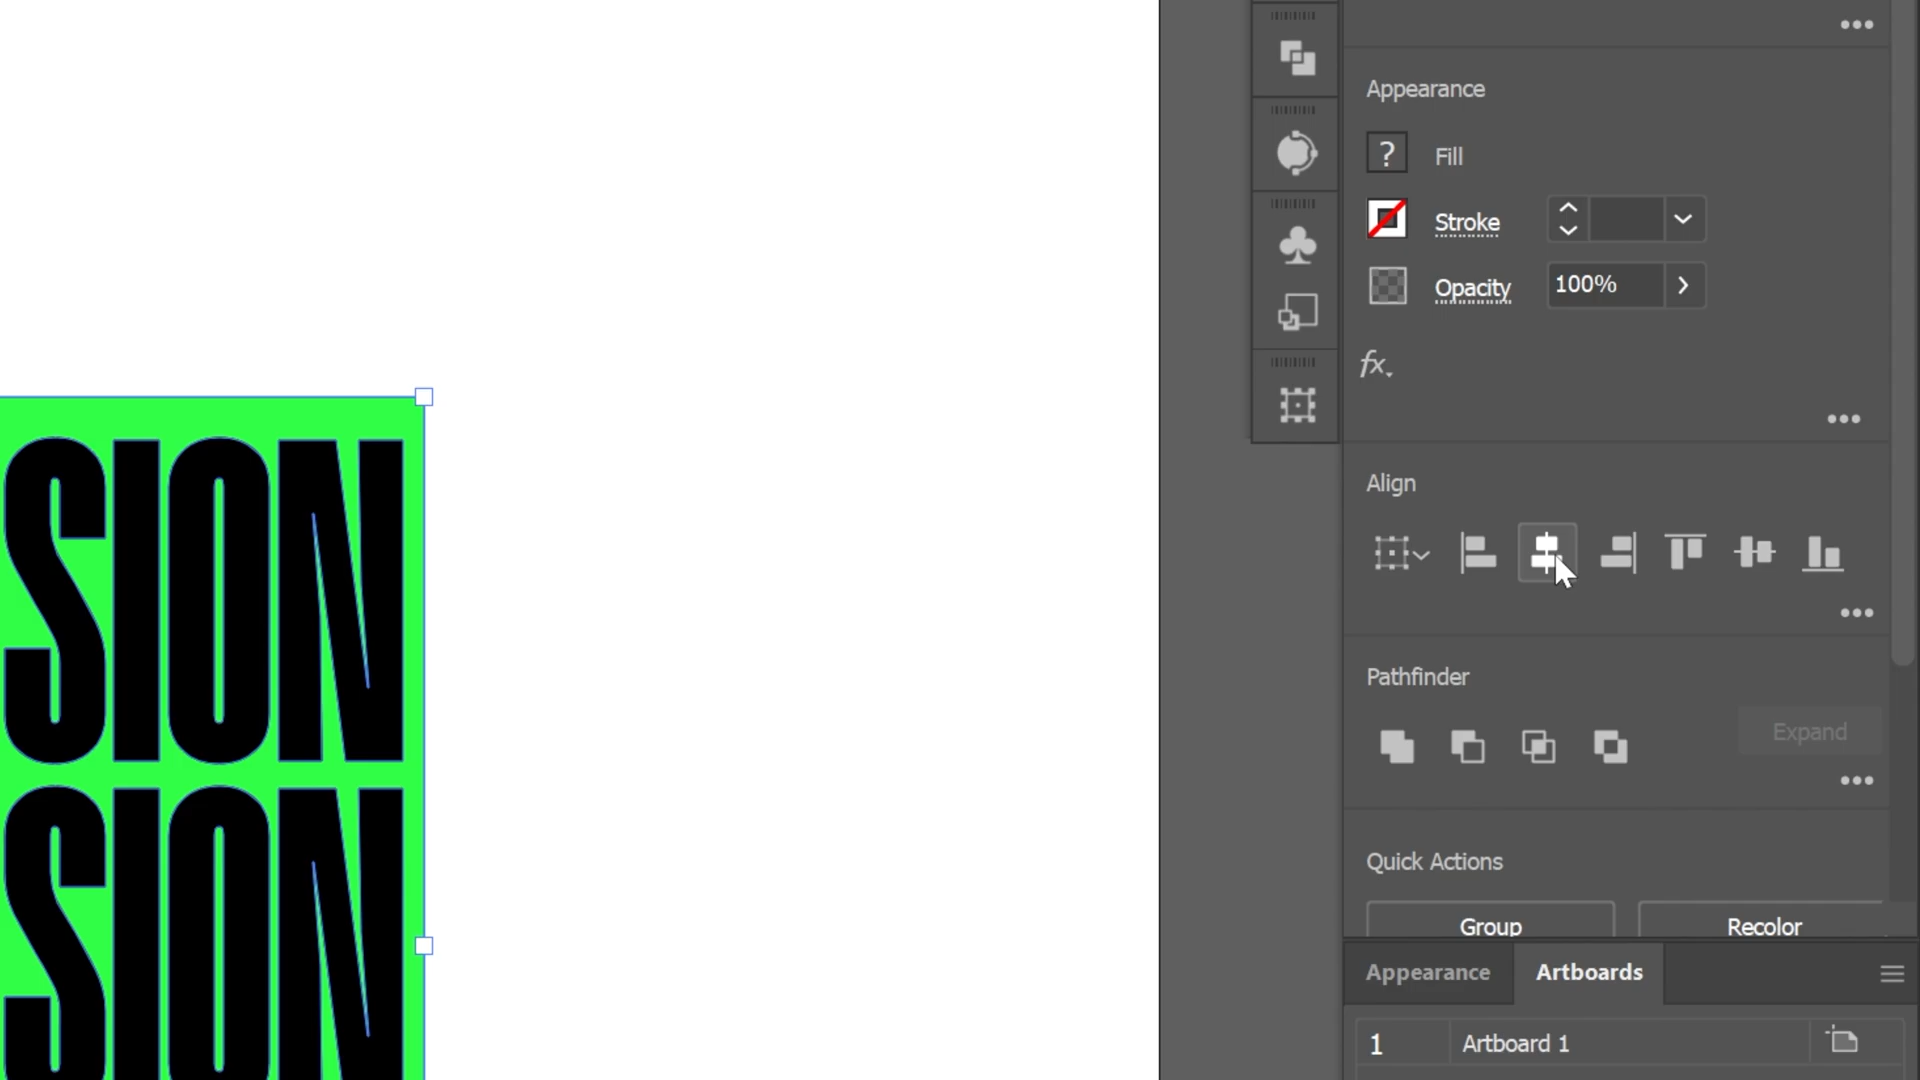 SION
SION
Appearance
? Fill
Stroke
Opacity 100%
fx
Align
Pathfinder
Expand
Quick Actions
Group Recolor
Appearance Artboards
1 Artboard 1